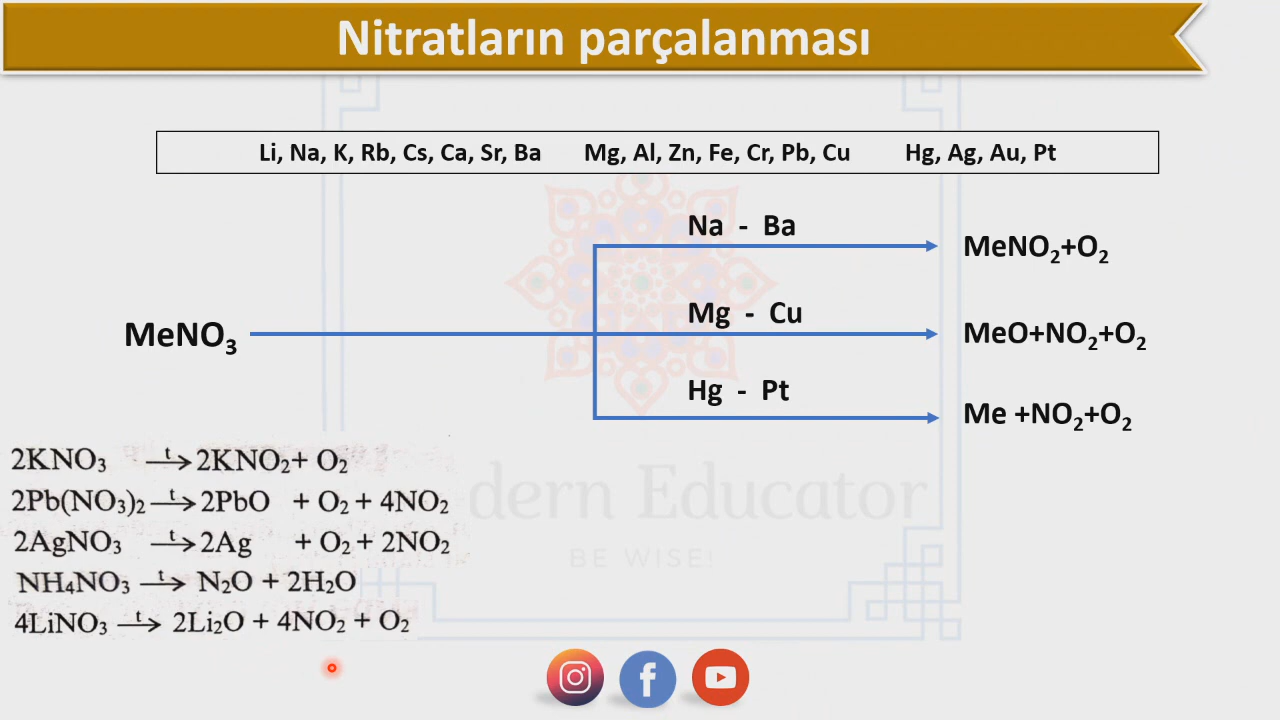 Nitratların parçalanması
Li, Na, K, Rb, Cs, Ca, Sr, Ba Mg, Al, Zn, Fe, Cr, Pb, Cu Hg, Ag, Au, Pt
Na - Ba
MeNO₂+O₂
MeNO₃
Mg - Cu
MeO+NO₂+O₂
Hg - Pt
Me +NO₂+O₂
2KNO₃ —t→ 2KNO₂+ O₂
2Pb(NO₃)₂ —t→ 2PbO + O₂ + 4NO₂
2AgNO₃ —t→ 2Ag + O₂ + 2NO₂
NH₄NO₃ —t→ N₂O + 2H₂O
4LiNO₃ —t→ 2Li₂O + 4NO₂ + O₂
dern Educator
BE WISE!